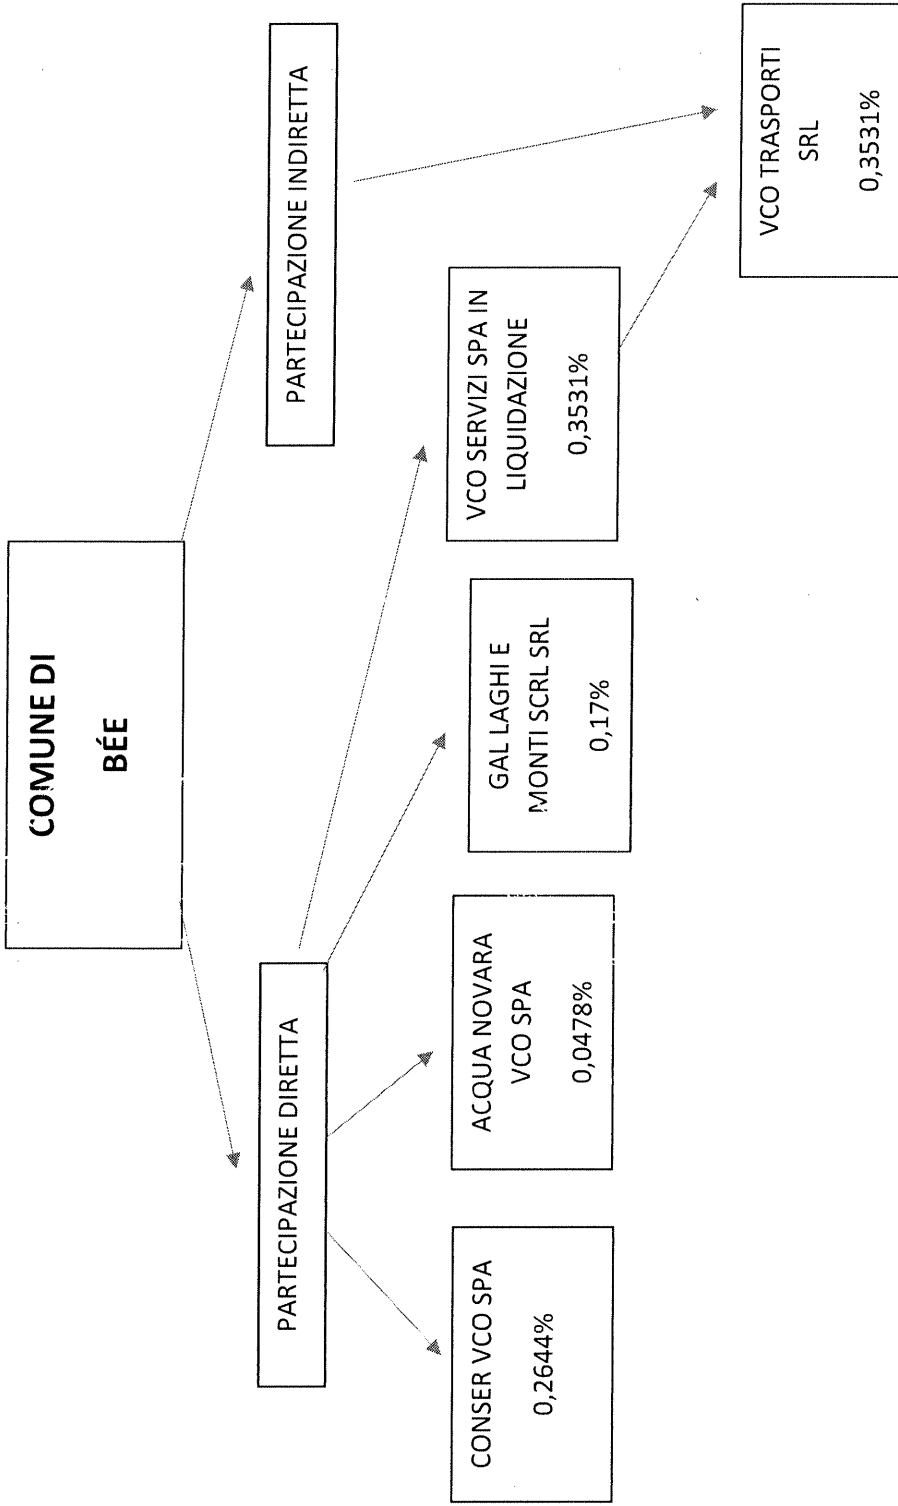 COMUNE DI
BÉE
PARTECIPAZIONE DIRETTA
PARTECIPAZIONE INDIRETTA
CONSER VCO SPA
0,2644%
ACQUA NOVARA
VCO SPA
0,0478%
GAL LAGHI E
MONTI SCRL SRL
0,17%
VCO SERVIZI SPA IN
LIQUIDAZIONE
0,3531%
VCO TRASPORTI
SRL
0,3531%